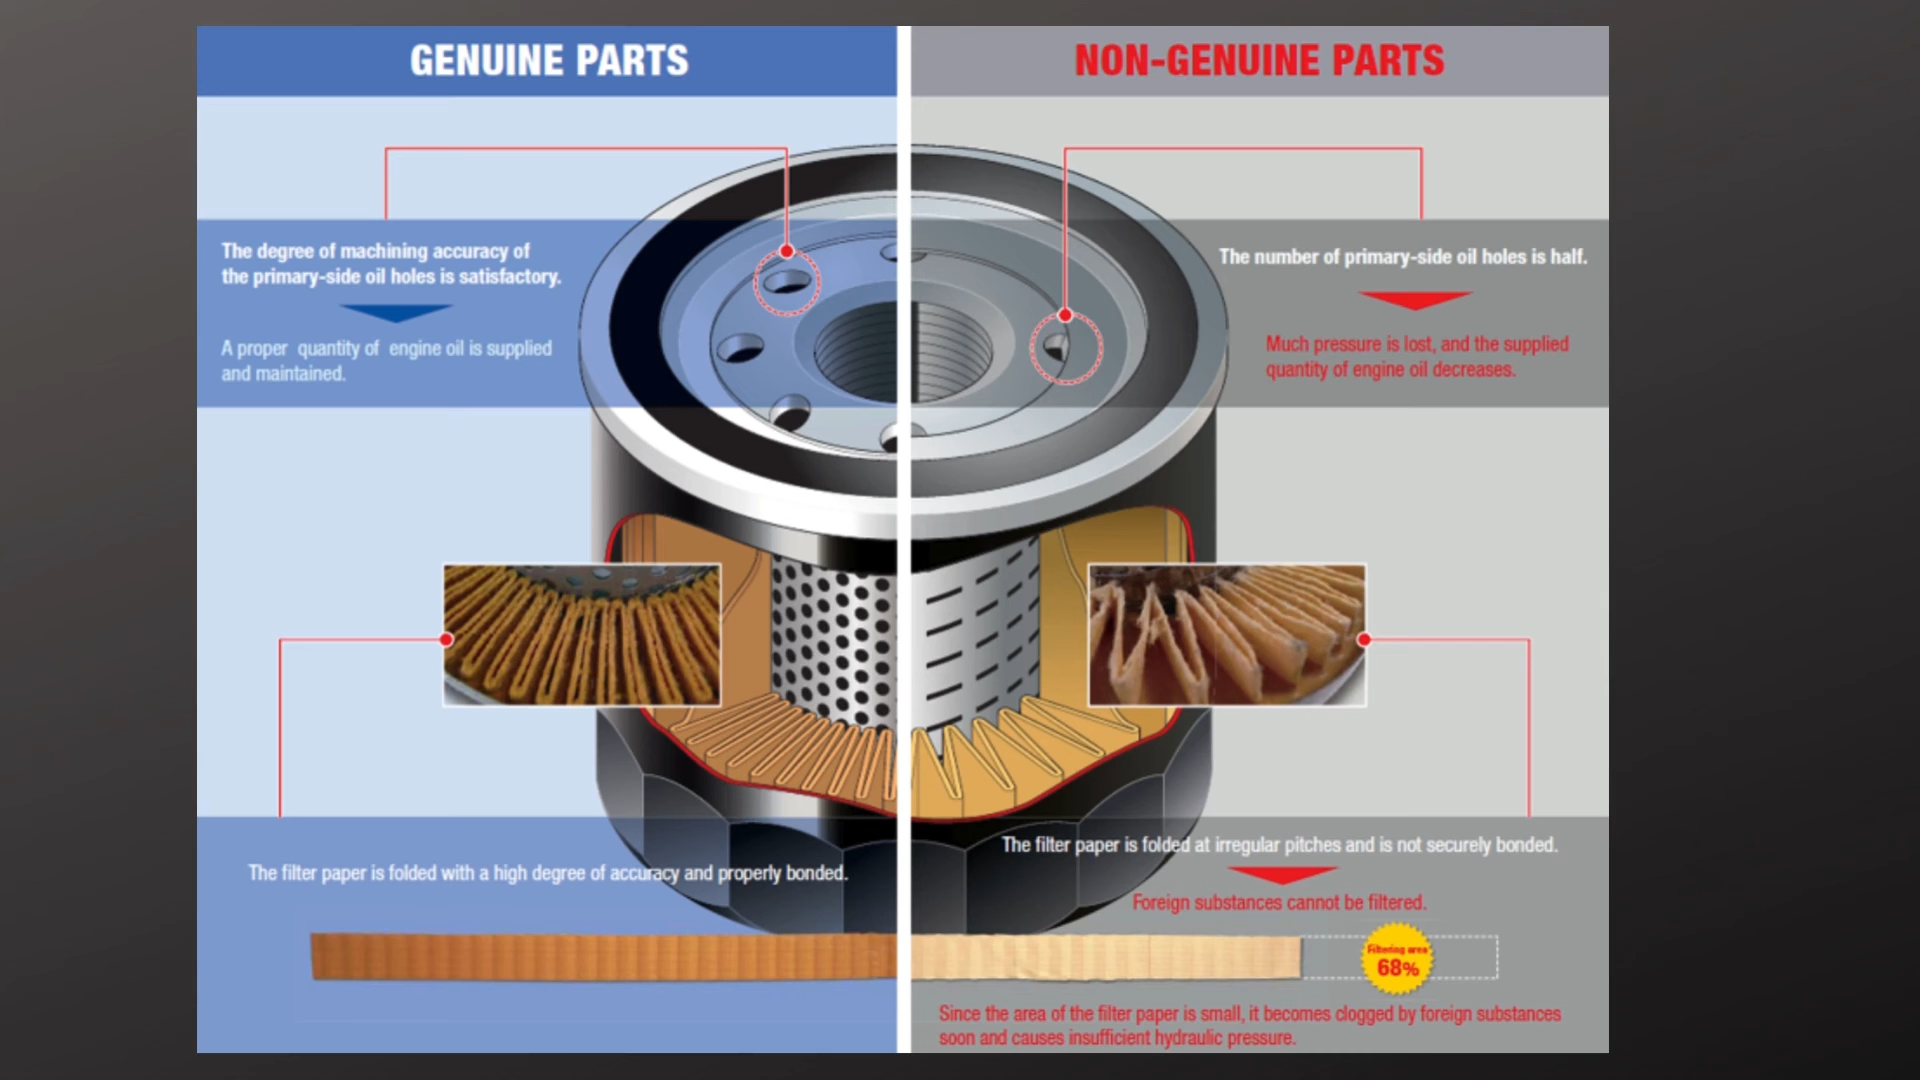 GENUINE PARTS
NON-GENUINE PARTS
The degree of machining accuracy of
the primary-side oil holes is satisfactory.
A proper quantity of engine oil is supplied
and maintained.
The number of primary-side oil holes is half.
Much pressure is lost, and the supplied
quantity of engine oil decreases.
The filter paper is folded with a high degree of accuracy and properly bonded.
The filter paper is folded at irregular pitches and is not securely bonded.
Foreign substances cannot be filtered.
Filtering area
68%
Since the area of the filter paper is small, it becomes clogged by foreign substances
soon and causes insufficient hydraulic pressure.